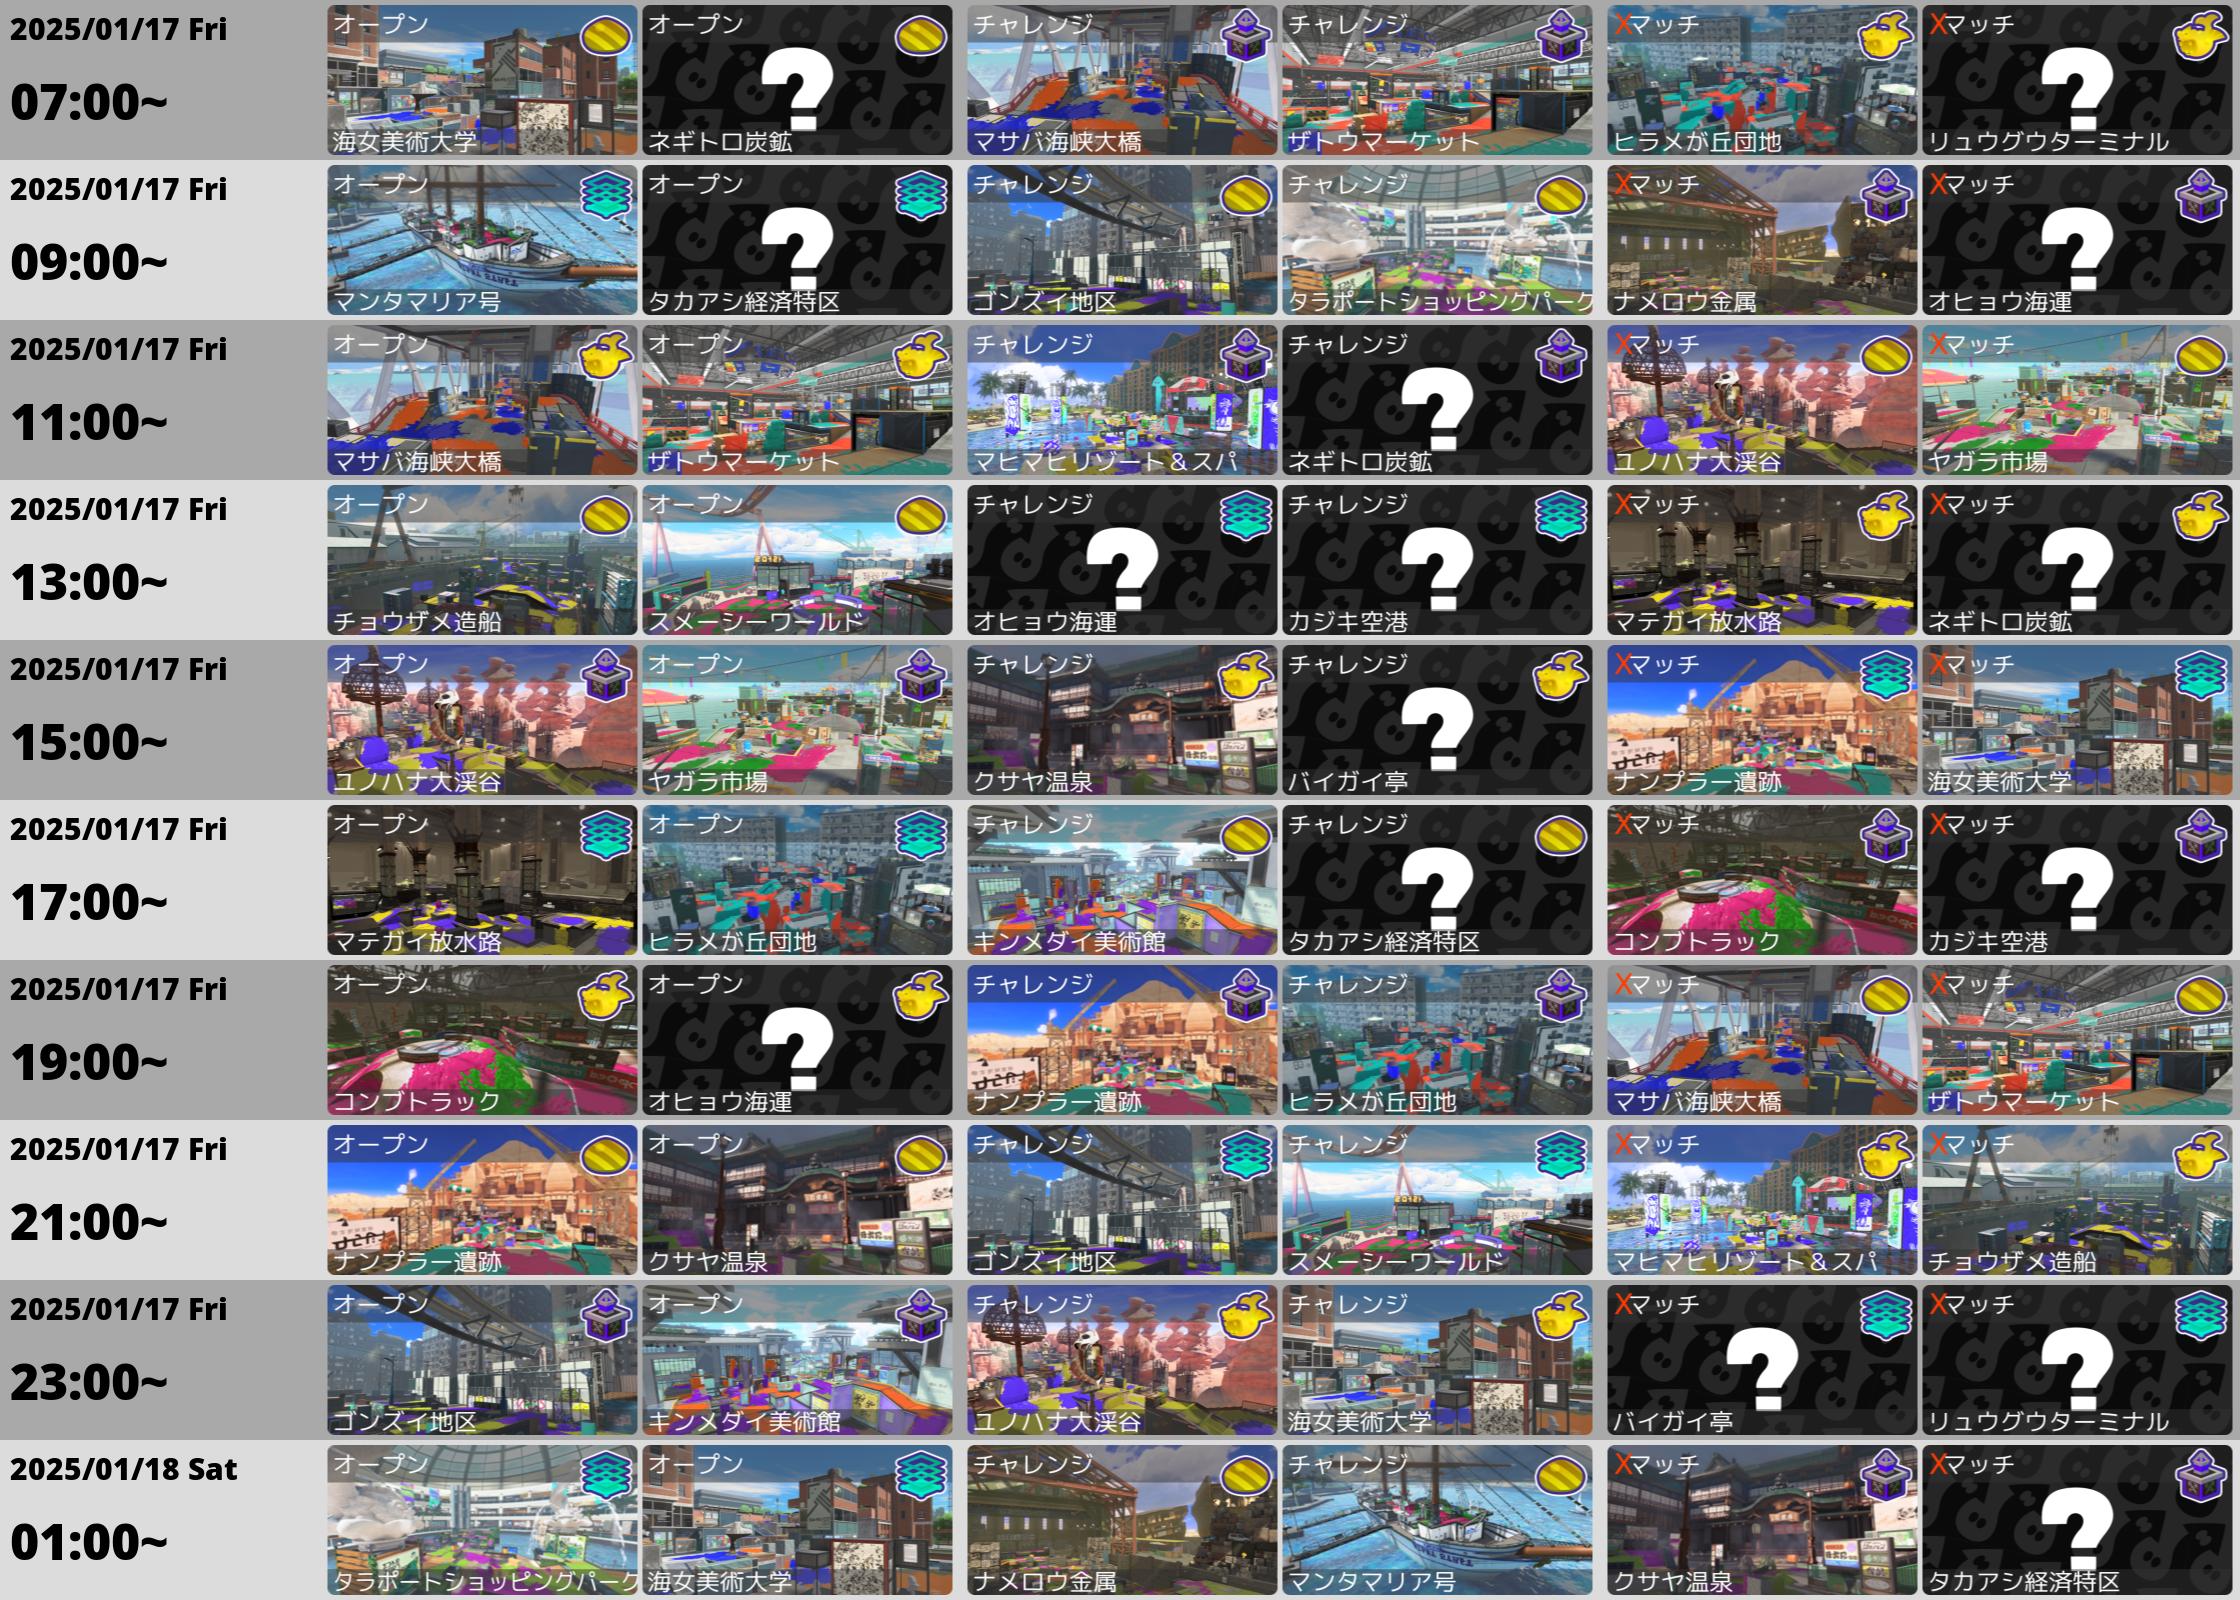 2025/01/17 Fri
07:00~
オープン
海女美術大学
オープン
ネギトロ炭鉱
チャレンジ
マサバ海峡大橋
チャレンジ
ザトウマーケット
Xマッチ
ヒラメが丘団地
Xマッチ
リュウグウターミナル
2025/01/17 Fri
09:00~
オープン
マンタマリア号
オープン
タカアシ経済特区
チャレンジ
ゴンズイ地区
チャレンジ
タラポートショッピングパーク
Xマッチ
ナメロウ金属
Xマッチ
オヒョウ海運
2025/01/17 Fri
11:00~
オープン
マサバ海峡大橋
オープン
ザトウマーケット
チャレンジ
マヒマヒリゾート＆スパ
チャレンジ
ネギトロ炭鉱
Xマッチ
ユノハナ大渓谷
Xマッチ
ヤガラ市場
2025/01/17 Fri
13:00~
オープン
チョウザメ造船
オープン
スメーシーワールド
チャレンジ
オヒョウ海運
チャレンジ
カジキ空港
Xマッチ
マテガイ放水路
Xマッチ
ネギトロ炭鉱
2025/01/17 Fri
15:00~
オープン
ユノハナ大渓谷
オープン
ヤガラ市場
チャレンジ
クサヤ温泉
チャレンジ
バイガイ亭
Xマッチ
ナンプラー遺跡
Xマッチ
海女美術大学
2025/01/17 Fri
17:00~
オープン
マテガイ放水路
オープン
ヒラメが丘団地
チャレンジ
キンメダイ美術館
チャレンジ
タカアシ経済特区
Xマッチ
コンブトラック
Xマッチ
カジキ空港
2025/01/17 Fri
19:00~
オープン
コンブトラック
オープン
オヒョウ海運
チャレンジ
ナンプラー遺跡
チャレンジ
ヒラメが丘団地
Xマッチ
マサバ海峡大橋
Xマッチ
ザトウマーケット
2025/01/17 Fri
21:00~
オープン
ナンプラー遺跡
オープン
クサヤ温泉
チャレンジ
ゴンズイ地区
チャレンジ
スメーシーワールド
Xマッチ
マヒマヒリゾート＆スパ
Xマッチ
チョウザメ造船
2025/01/17 Fri
23:00~
オープン
ゴンズイ地区
オープン
キンメダイ美術館
チャレンジ
ユノハナ大渓谷
チャレンジ
海女美術大学
Xマッチ
バイガイ亭
Xマッチ
リュウグウターミナル
2025/01/18 Sat
01:00~
オープン
タラポートショッピングパーク
オープン
海女美術大学
チャレンジ
ナメロウ金属
チャレンジ
マンタマリア号
Xマッチ
クサヤ温泉
Xマッチ
タカアシ経済特区